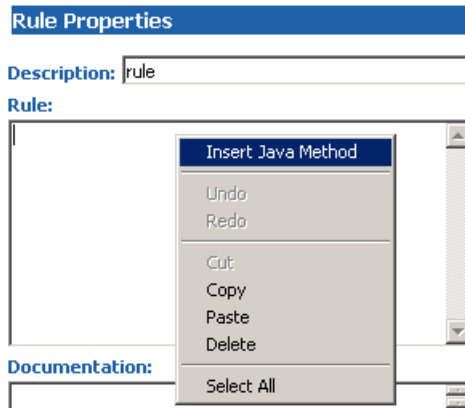 Rule Properties
Description: rule
Rule:
Insert Java Method
Undo
Redo
Cut
Copy
Paste
Delete
Select All
Documentation: